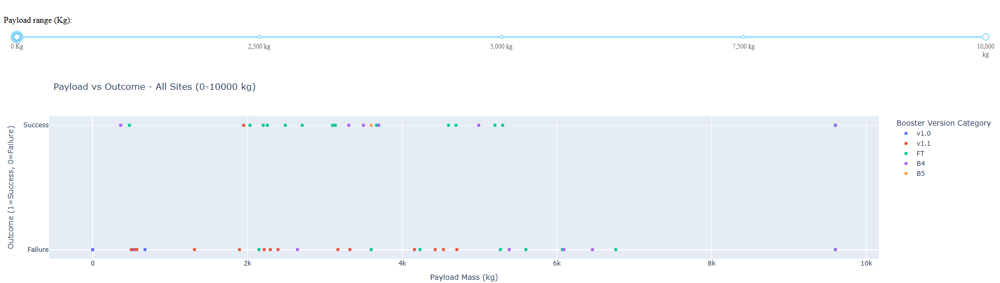 Payload range (Kg):
0 Kg
2,500 kg
5,000 kg
7,500 kg
10,000
kg
Payload vs Outcome - All Sites (0-10000 kg)
Outcome (1=Success, 0=Failure)
Success
Failure
0
2k
4k
6k
8k
10k
Payload Mass (kg)
Booster Version Category
v1.0
v1.1
FT
B4
B5